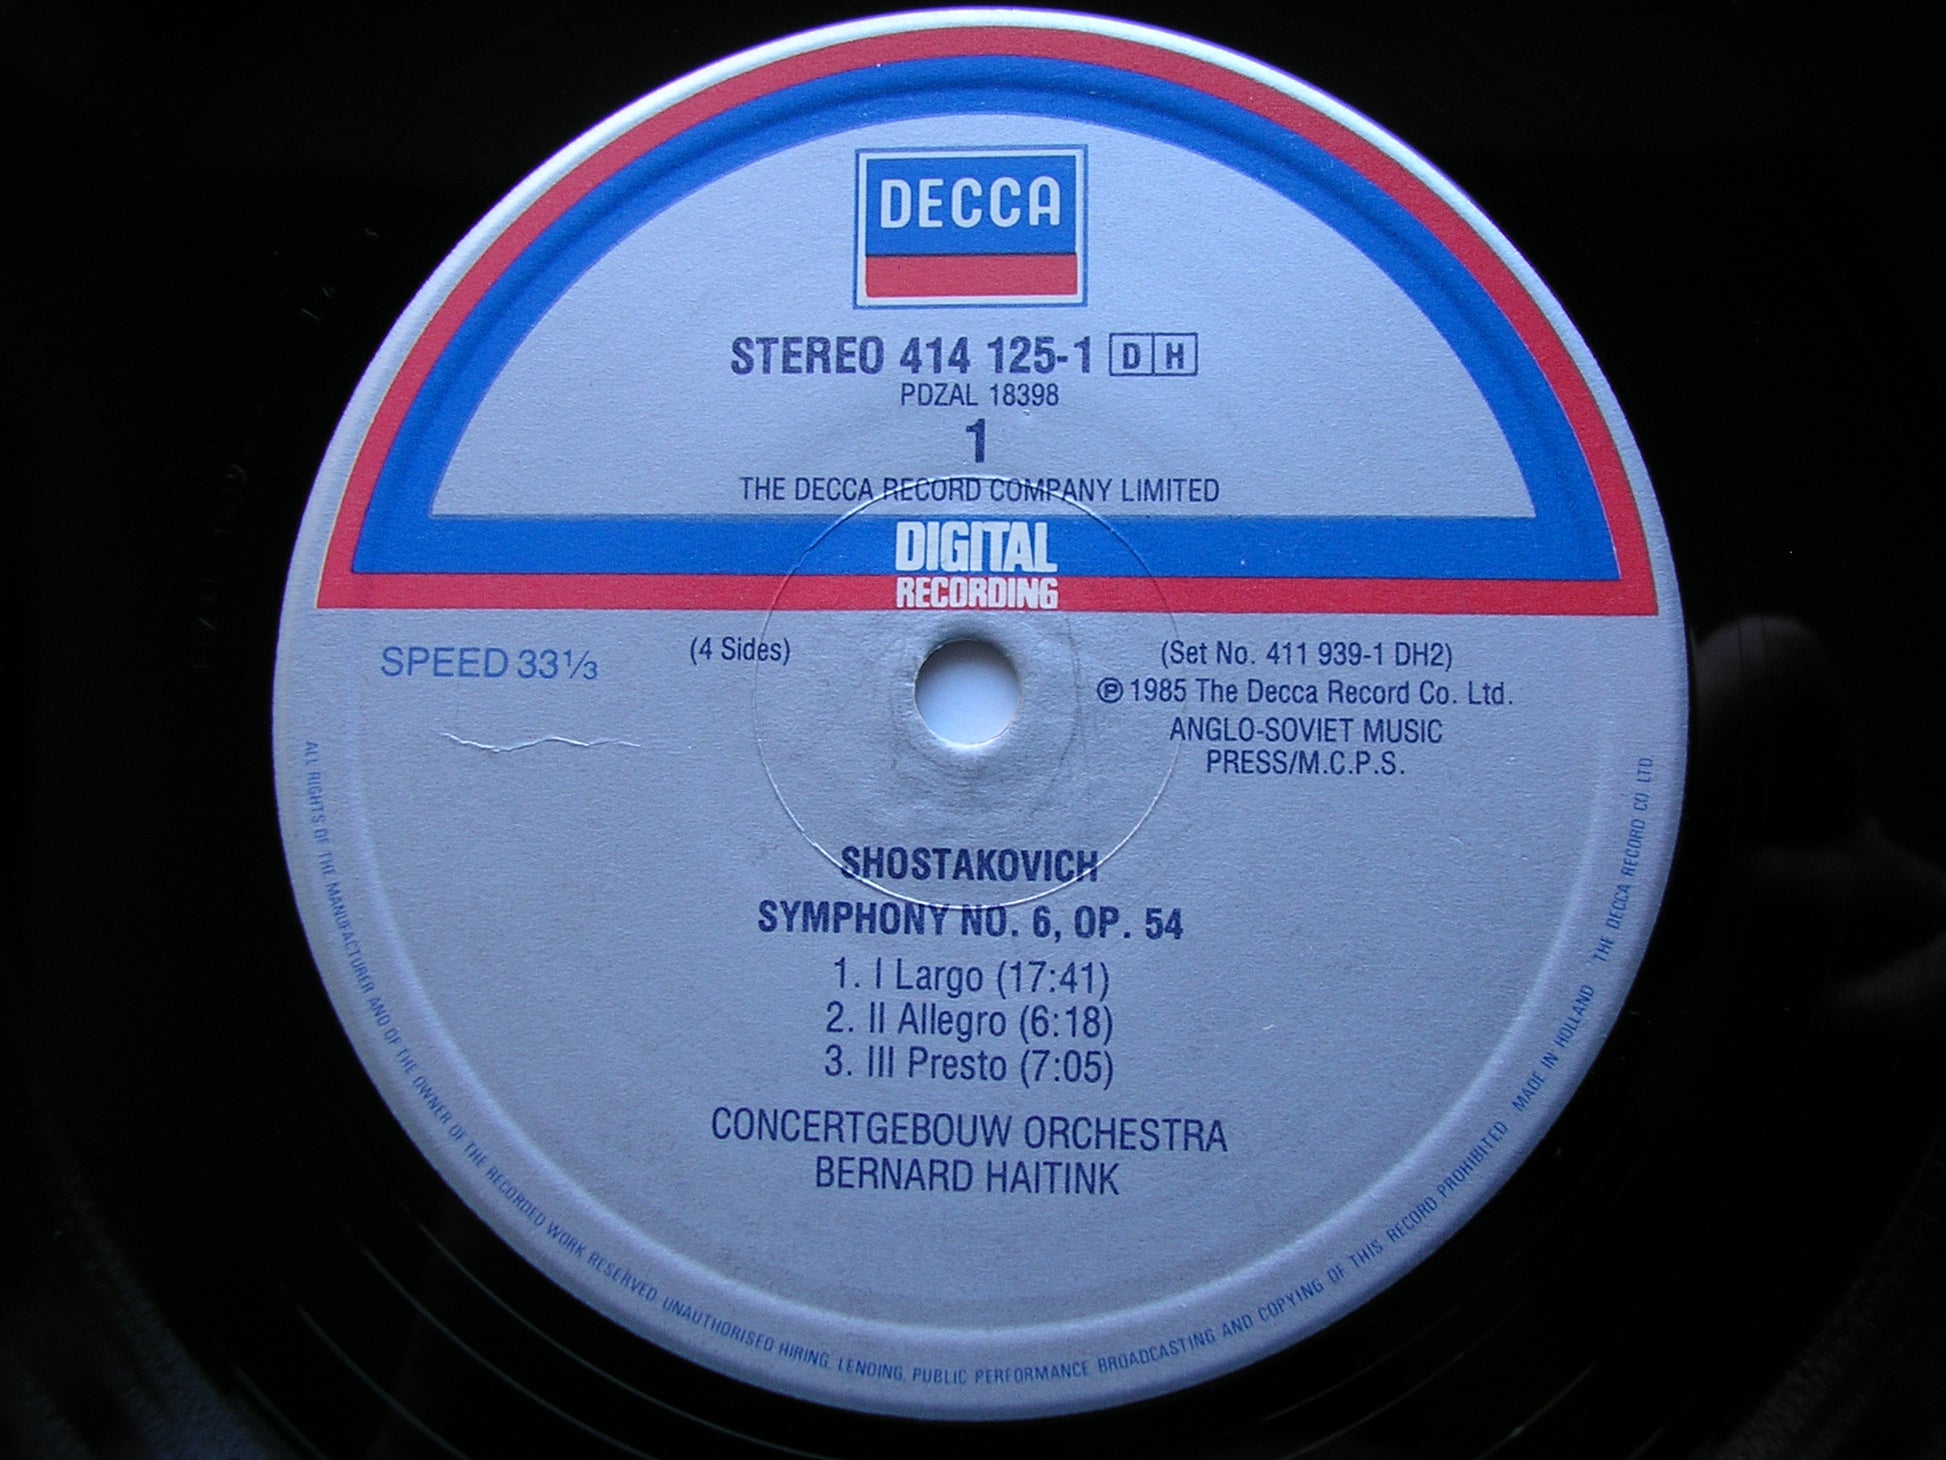 DECCA
STEREO 414 125-1 D H
PDZAL 18398
1
THE DECCA RECORD COMPANY LIMITED
DIGITAL
RECORDING
SPEED 33⅓
(4 Sides)
(Set No. 411 939-1 DH2)
℗ 1985 The Decca Record Co. Ltd.
ANGLO-SOVIET MUSIC
PRESS/M.C.P.S.
SHOSTAKOVICH
SYMPHONY NO. 6, OP. 54
1. I Largo (17:41)
2. II Allegro (6:18)
3. III Presto (7:05)
CONCERTGEBOUW ORCHESTRA
BERNARD HAITINK
ALL RIGHTS OF THE MANUFACTURER AND OF THE OWNER OF THE RECORDED WORK RESERVED. UNAUTHORISED HIRING, LENDING, PUBLIC PERFORMANCE BROADCASTING AND COPYING OF THIS RECORD PROHIBITED MADE IN HOLLAND THE DECCA RECORD CO LTD.